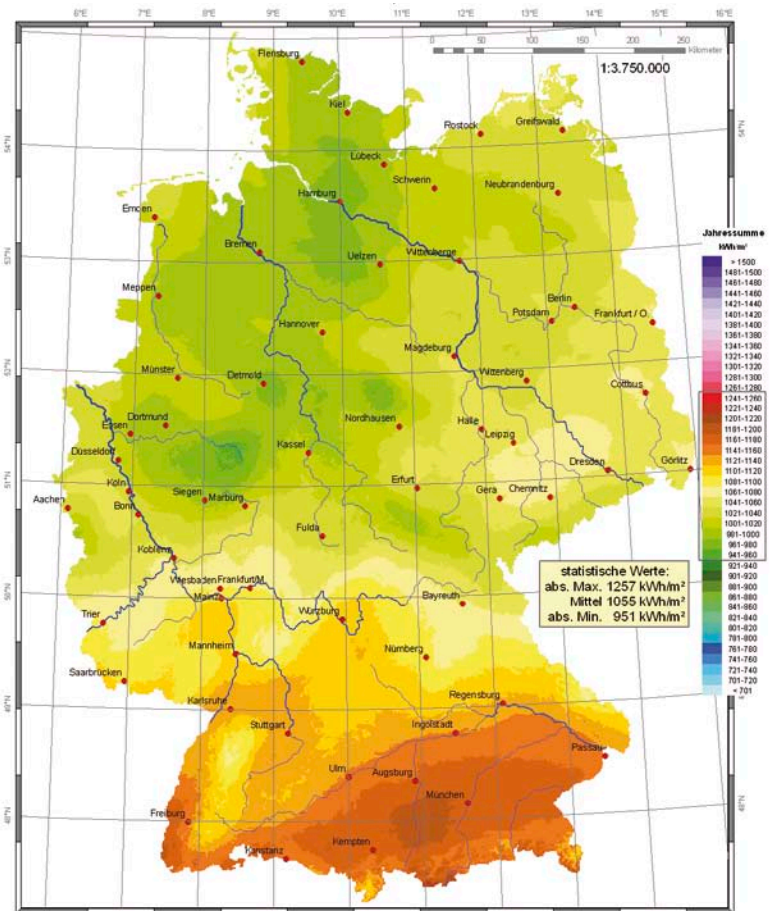 6°E 7°E 8°E 9°E 10°E 11°E 12°E 13°E 14°E 15°E 16°E
0 50 100 150 200 250 Kilometer
1:3.750.000
Flensburg
Kiel
Rostock
Greifswald
54°N
54°N
Lübeck
Schwerin
Neubrandenburg
Hamburg
Emden
Bremen
Uelzen
Wittenberge
53°N
Meppen
Berlin
Potsdam
Frankfurt / O.
Hannover
Magdeburg
Münster
Detmold
Wittenberg
52°N
Cottbus
Dortmund
Essen
Nordhausen
Halle
Leipzig
Düsseldorf
Kassel
Dresden
Görlitz
Köln
Siegen
Marburg
Erfurt
Gera
Chemnitz
51°N
Aachen
Bonn
Fulda
Koblenz
Wiesbaden
Frankfurt/M.
Mainz
Bayreuth
50°N
Würzburg
Trier
Mannheim
Nürnberg
Saarbrücken
Karlsruhe
Regensburg
49°N
Stuttgart
Ingolstadt
Passau
Ulm
Augsburg
München
Freiburg
48°N
48°N
Konstanz
Kempten
Jahressumme
kWh/m²
> 1500
1481-1500
1461-1480
1441-1460
1421-1440
1401-1420
1381-1400
1361-1380
1341-1360
1321-1340
1301-1320
1281-1300
1261-1280
1241-1260
1221-1240
1201-1220
1181-1200
1161-1180
1141-1160
1121-1140
1101-1120
1081-1100
1061-1080
1041-1060
1021-1040
1001-1020
981-1000
961-980
941-960
921-940
901-920
881-900
861-880
841-860
821-840
801-820
781-800
761-780
741-760
721-740
701-720
< 701
statistische Werte:
abs. Max. 1257 kWh/m²
Mittel 1055 kWh/m²
abs. Min. 951 kWh/m²